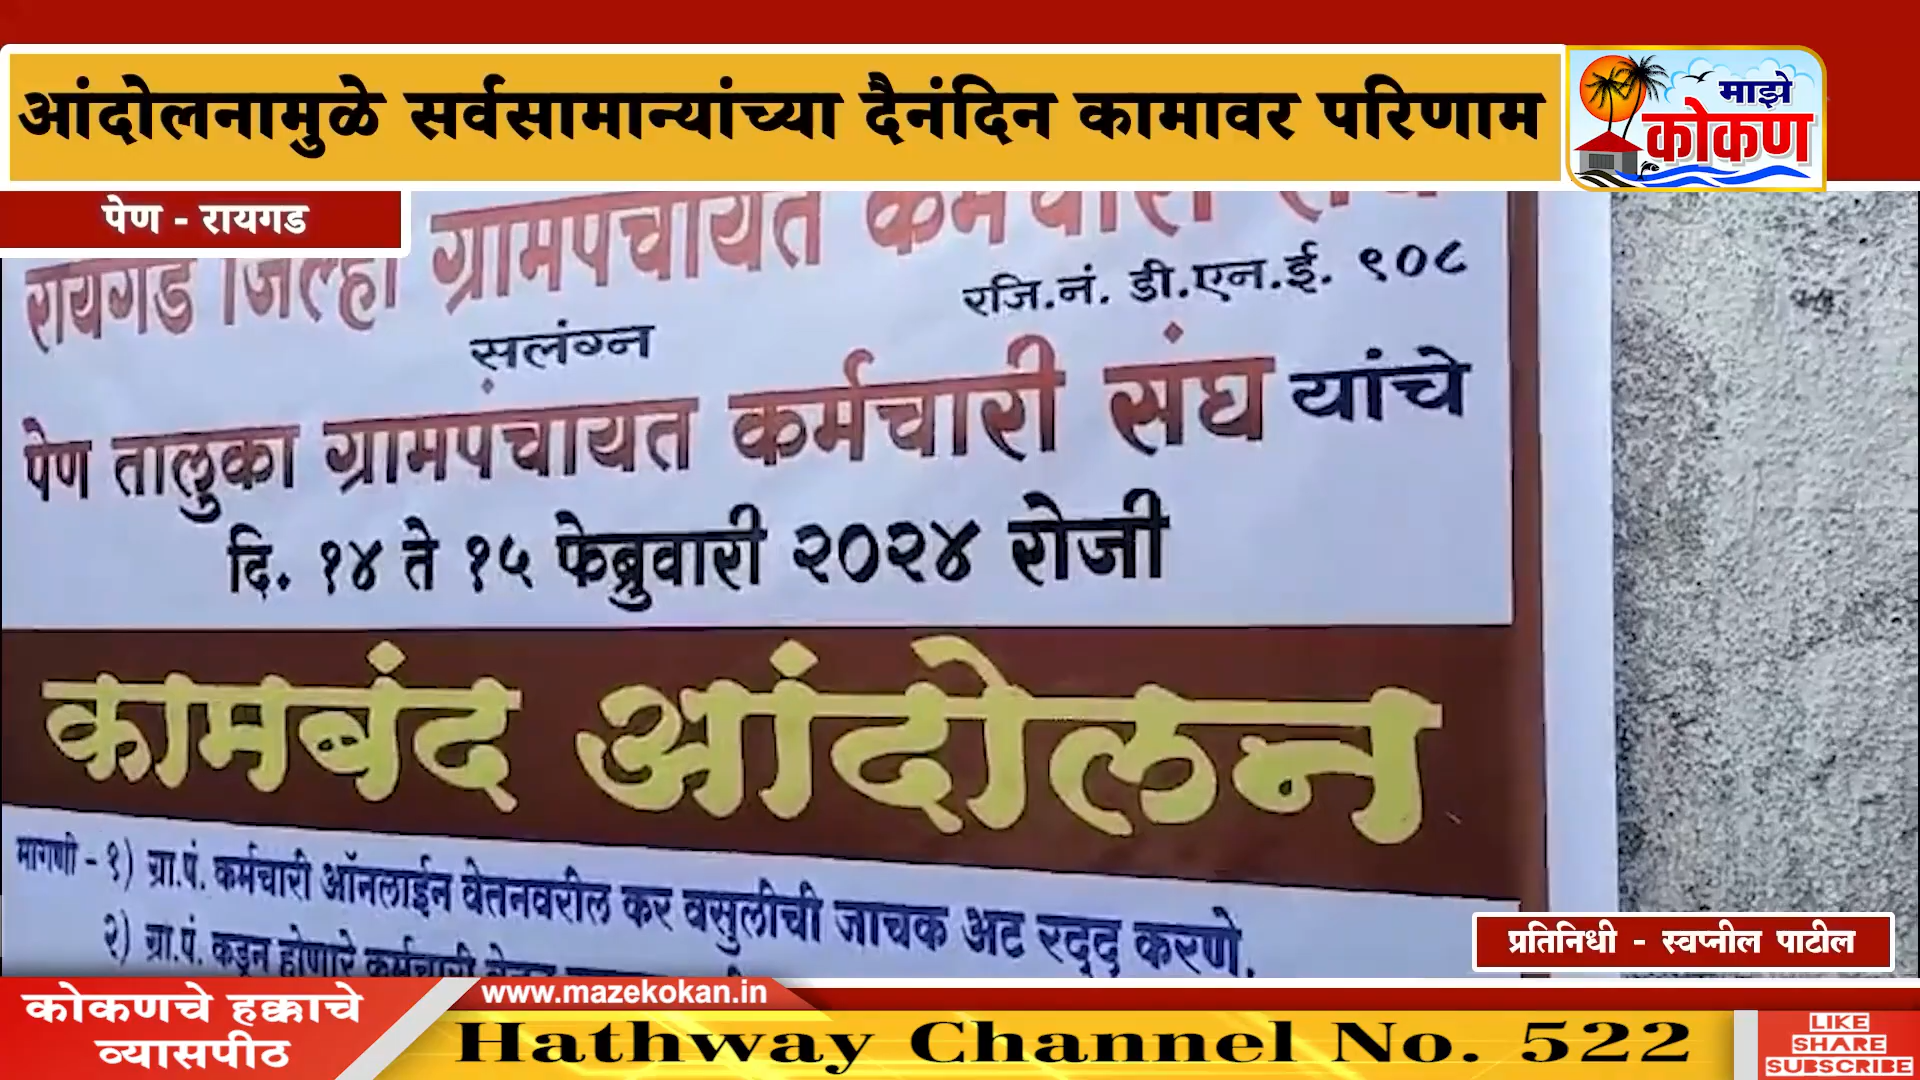 आंदोलनामुळे सर्वसामान्यांच्या दैनंदिन कामावर परिणाम
माझे
कोकण
पेण - रायगड
रायगड जिल्हा ग्रामपंचायत कर्मचारी संघ
रजि.नं. डी.एन.ई. ९०८
सलंग्न
पेण तालुका ग्रामपंचायत कर्मचारी संघ यांचे
दि. १४ ते १५ फेब्रुवारी २०२४ रोजी
कामबंद आंदोलन
मागणी - १) ग्रा.पं. कर्मचारी ऑनलाईन वेतनवरील कर वसुलीची जाचक अट रद्द करणे.
२) ग्रा.पं. कडून होणारे कर्मचारी वेतन
प्रतिनिधी - स्वप्नील पाटील
कोकणचे हक्काचे
व्यासपीठ
www.mazekokan.in
Hathway Channel No. 522
LIKE
SHARE
SUBSCRIBE